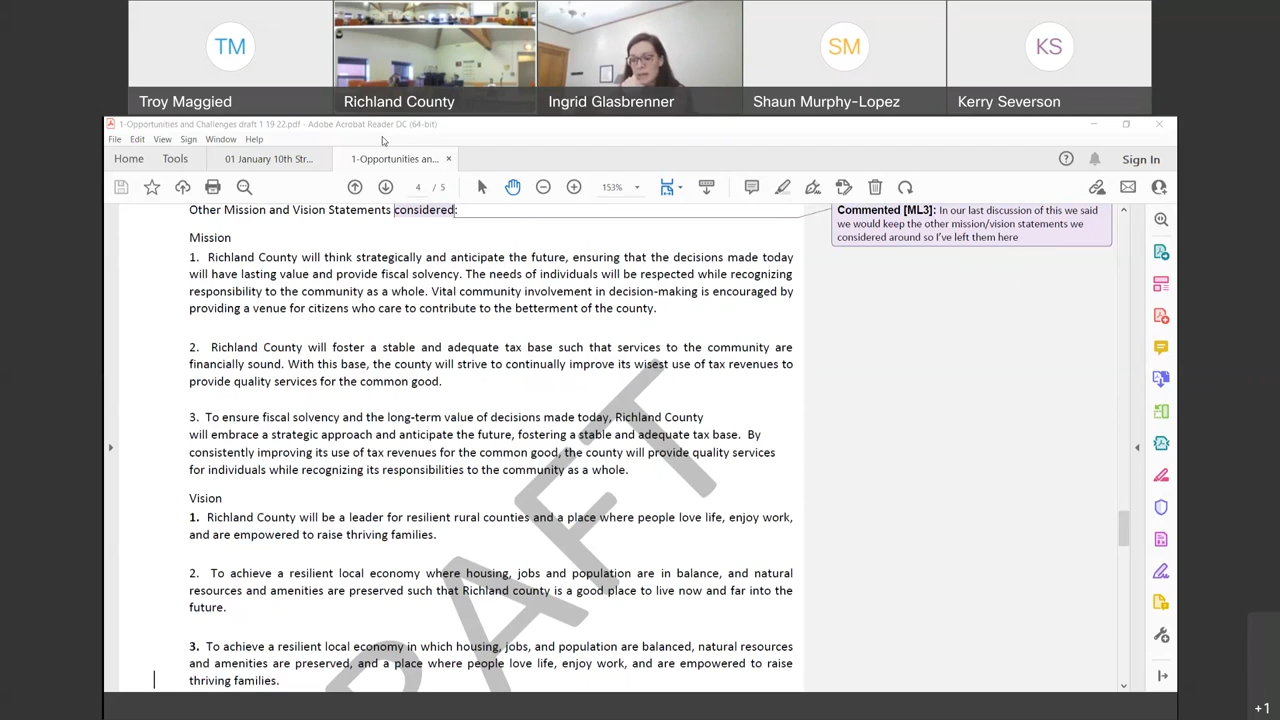 TM
SM
KS
Troy Maggied
Richland County
Ingrid Glasbrenner
Shaun Murphy-Lopez
Kerry Severson
1-Opportunities and Challenges draft 1 19 22.pdf - Adobe Acrobat Reader DC (64-bit)
File Edit View Sign Window Help
Home Tools 01 January 10th Str... 1-Opportunities an... × Sign In
4 / 5 153%
Other Mission and Vision Statements considered:
Commented [ML3]: In our last discussion of this we said
we would keep the other mission/vision statements we
considered around so I've left them here
Mission
1. Richland County will think strategically and anticipate the future, ensuring that the decisions made today
will have lasting value and provide fiscal solvency. The needs of individuals will be respected while recognizing
responsibility to the community as a whole. Vital community involvement in decision-making is encouraged by
providing a venue for citizens who care to contribute to the betterment of the county.
2. Richland County will foster a stable and adequate tax base such that services to the community are
financially sound. With this base, the county will strive to continually improve its wisest use of tax revenues to
provide quality services for the common good.
3. To ensure fiscal solvency and the long-term value of decisions made today, Richland County
will embrace a strategic approach and anticipate the future, fostering a stable and adequate tax base. By
consistently improving its use of tax revenues for the common good, the county will provide quality services
for individuals while recognizing its responsibilities to the community as a whole.
Vision
1. Richland County will be a leader for resilient rural counties and a place where people love life, enjoy work,
and are empowered to raise thriving families.
2. To achieve a resilient local economy where housing, jobs and population are in balance, and natural
resources and amenities are preserved such that Richland county is a good place to live now and far into the
future.
3. To achieve a resilient local economy in which housing, jobs, and population are balanced, natural resources
and amenities are preserved, and a place where people love life, enjoy work, and are empowered to raise
thriving families.
DRAFT
+1